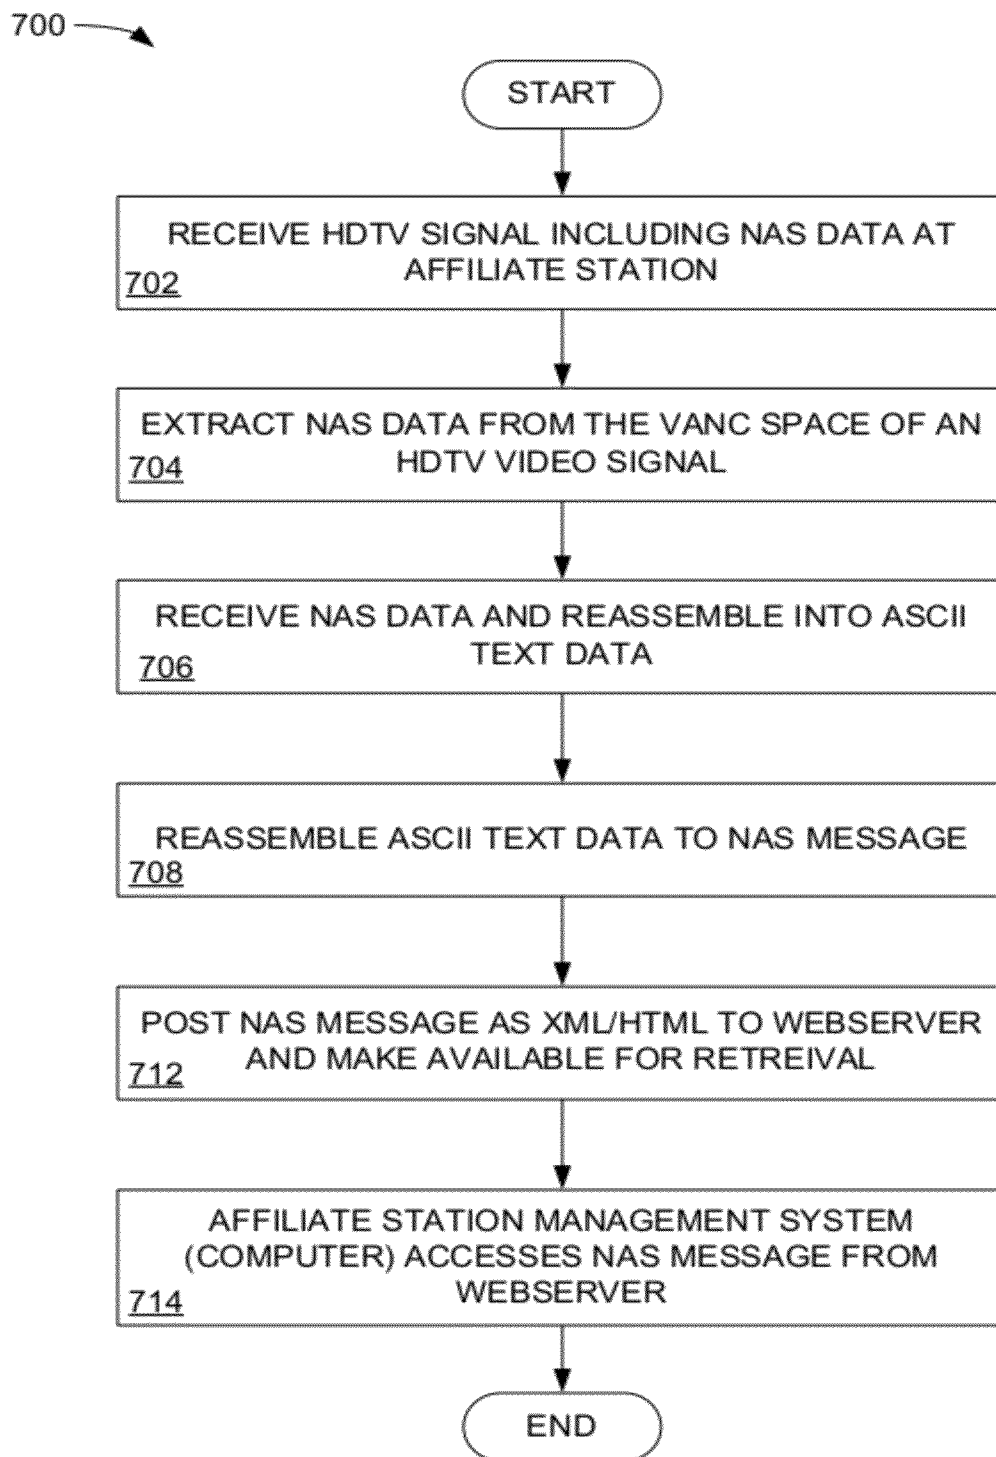 700
START
RECEIVE HDTV SIGNAL INCLUDING NAS DATA AT
AFFILIATE STATION
702
EXTRACT NAS DATA FROM THE VANC SPACE OF AN
HDTV VIDEO SIGNAL
704
RECEIVE NAS DATA AND REASSEMBLE INTO ASCII
TEXT DATA
706
REASSEMBLE ASCII TEXT DATA TO NAS MESSAGE
708
POST NAS MESSAGE AS XML/HTML TO WEBSERVER
AND MAKE AVAILABLE FOR RETREIVAL
712
AFFILIATE STATION MANAGEMENT SYSTEM
(COMPUTER) ACCESSES NAS MESSAGE FROM
WEBSERVER
714
END